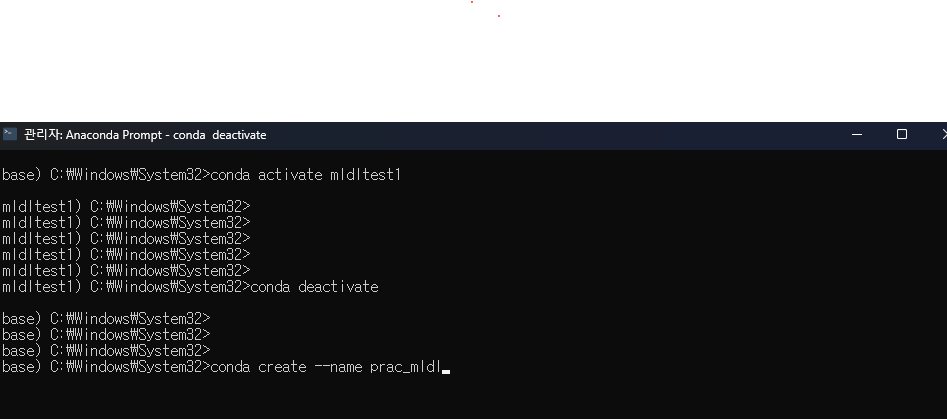 관리자: Anaconda Prompt - conda  deactivate
base) C:₩Windows₩System32>conda activate mldltest1
mldltest1) C:₩Windows₩System32>
mldltest1) C:₩Windows₩System32>
mldltest1) C:₩Windows₩System32>
mldltest1) C:₩Windows₩System32>
mldltest1) C:₩Windows₩System32>
mldltest1) C:₩Windows₩System32>conda deactivate
base) C:₩Windows₩System32>
base) C:₩Windows₩System32>
base) C:₩Windows₩System32>
base) C:₩Windows₩System32>conda create --name prac_mldl